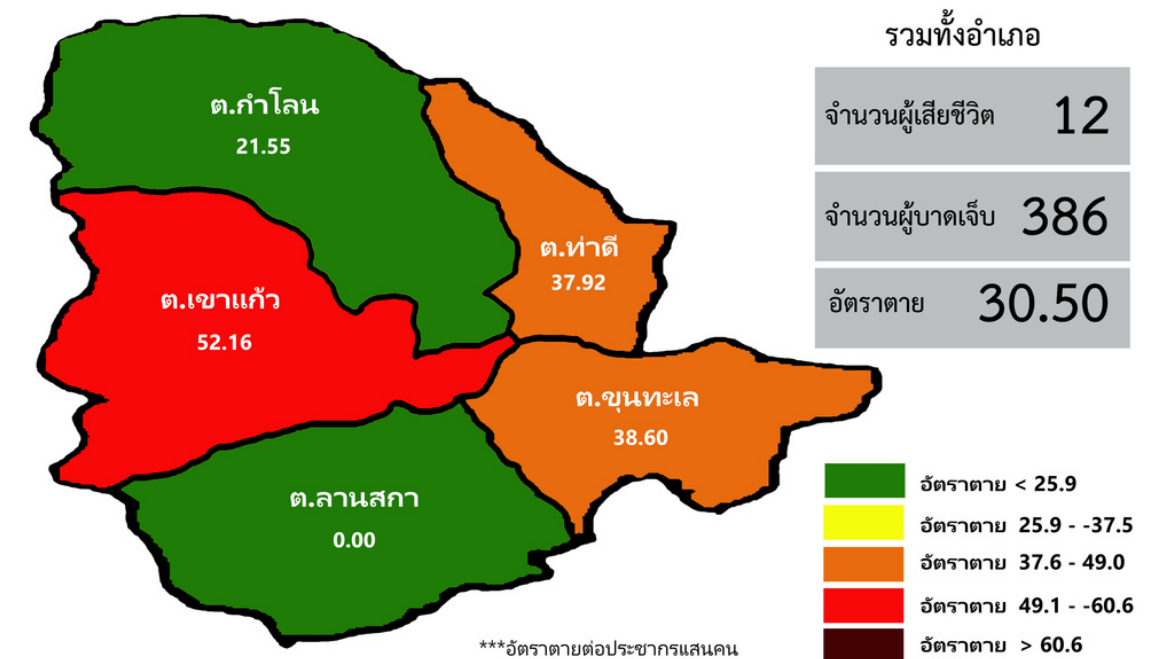 รวมทั้งอำเภอ
จำนวนผู้เสียชีวิต 12
จำนวนผู้บาดเจ็บ 386
อัตราตาย 30.50
ต.กำโลน
21.55
ต.ท่าดี
37.92
ต.เขาแก้ว
52.16
ต.ขุนทะเล
38.60
ต.ลานสกา
0.00
อัตราตาย < 25.9
อัตราตาย 25.9 - -37.5
อัตราตาย 37.6 - 49.0
อัตราตาย 49.1 - -60.6
อัตราตาย > 60.6
***อัตราตายต่อประชากรแสนคน